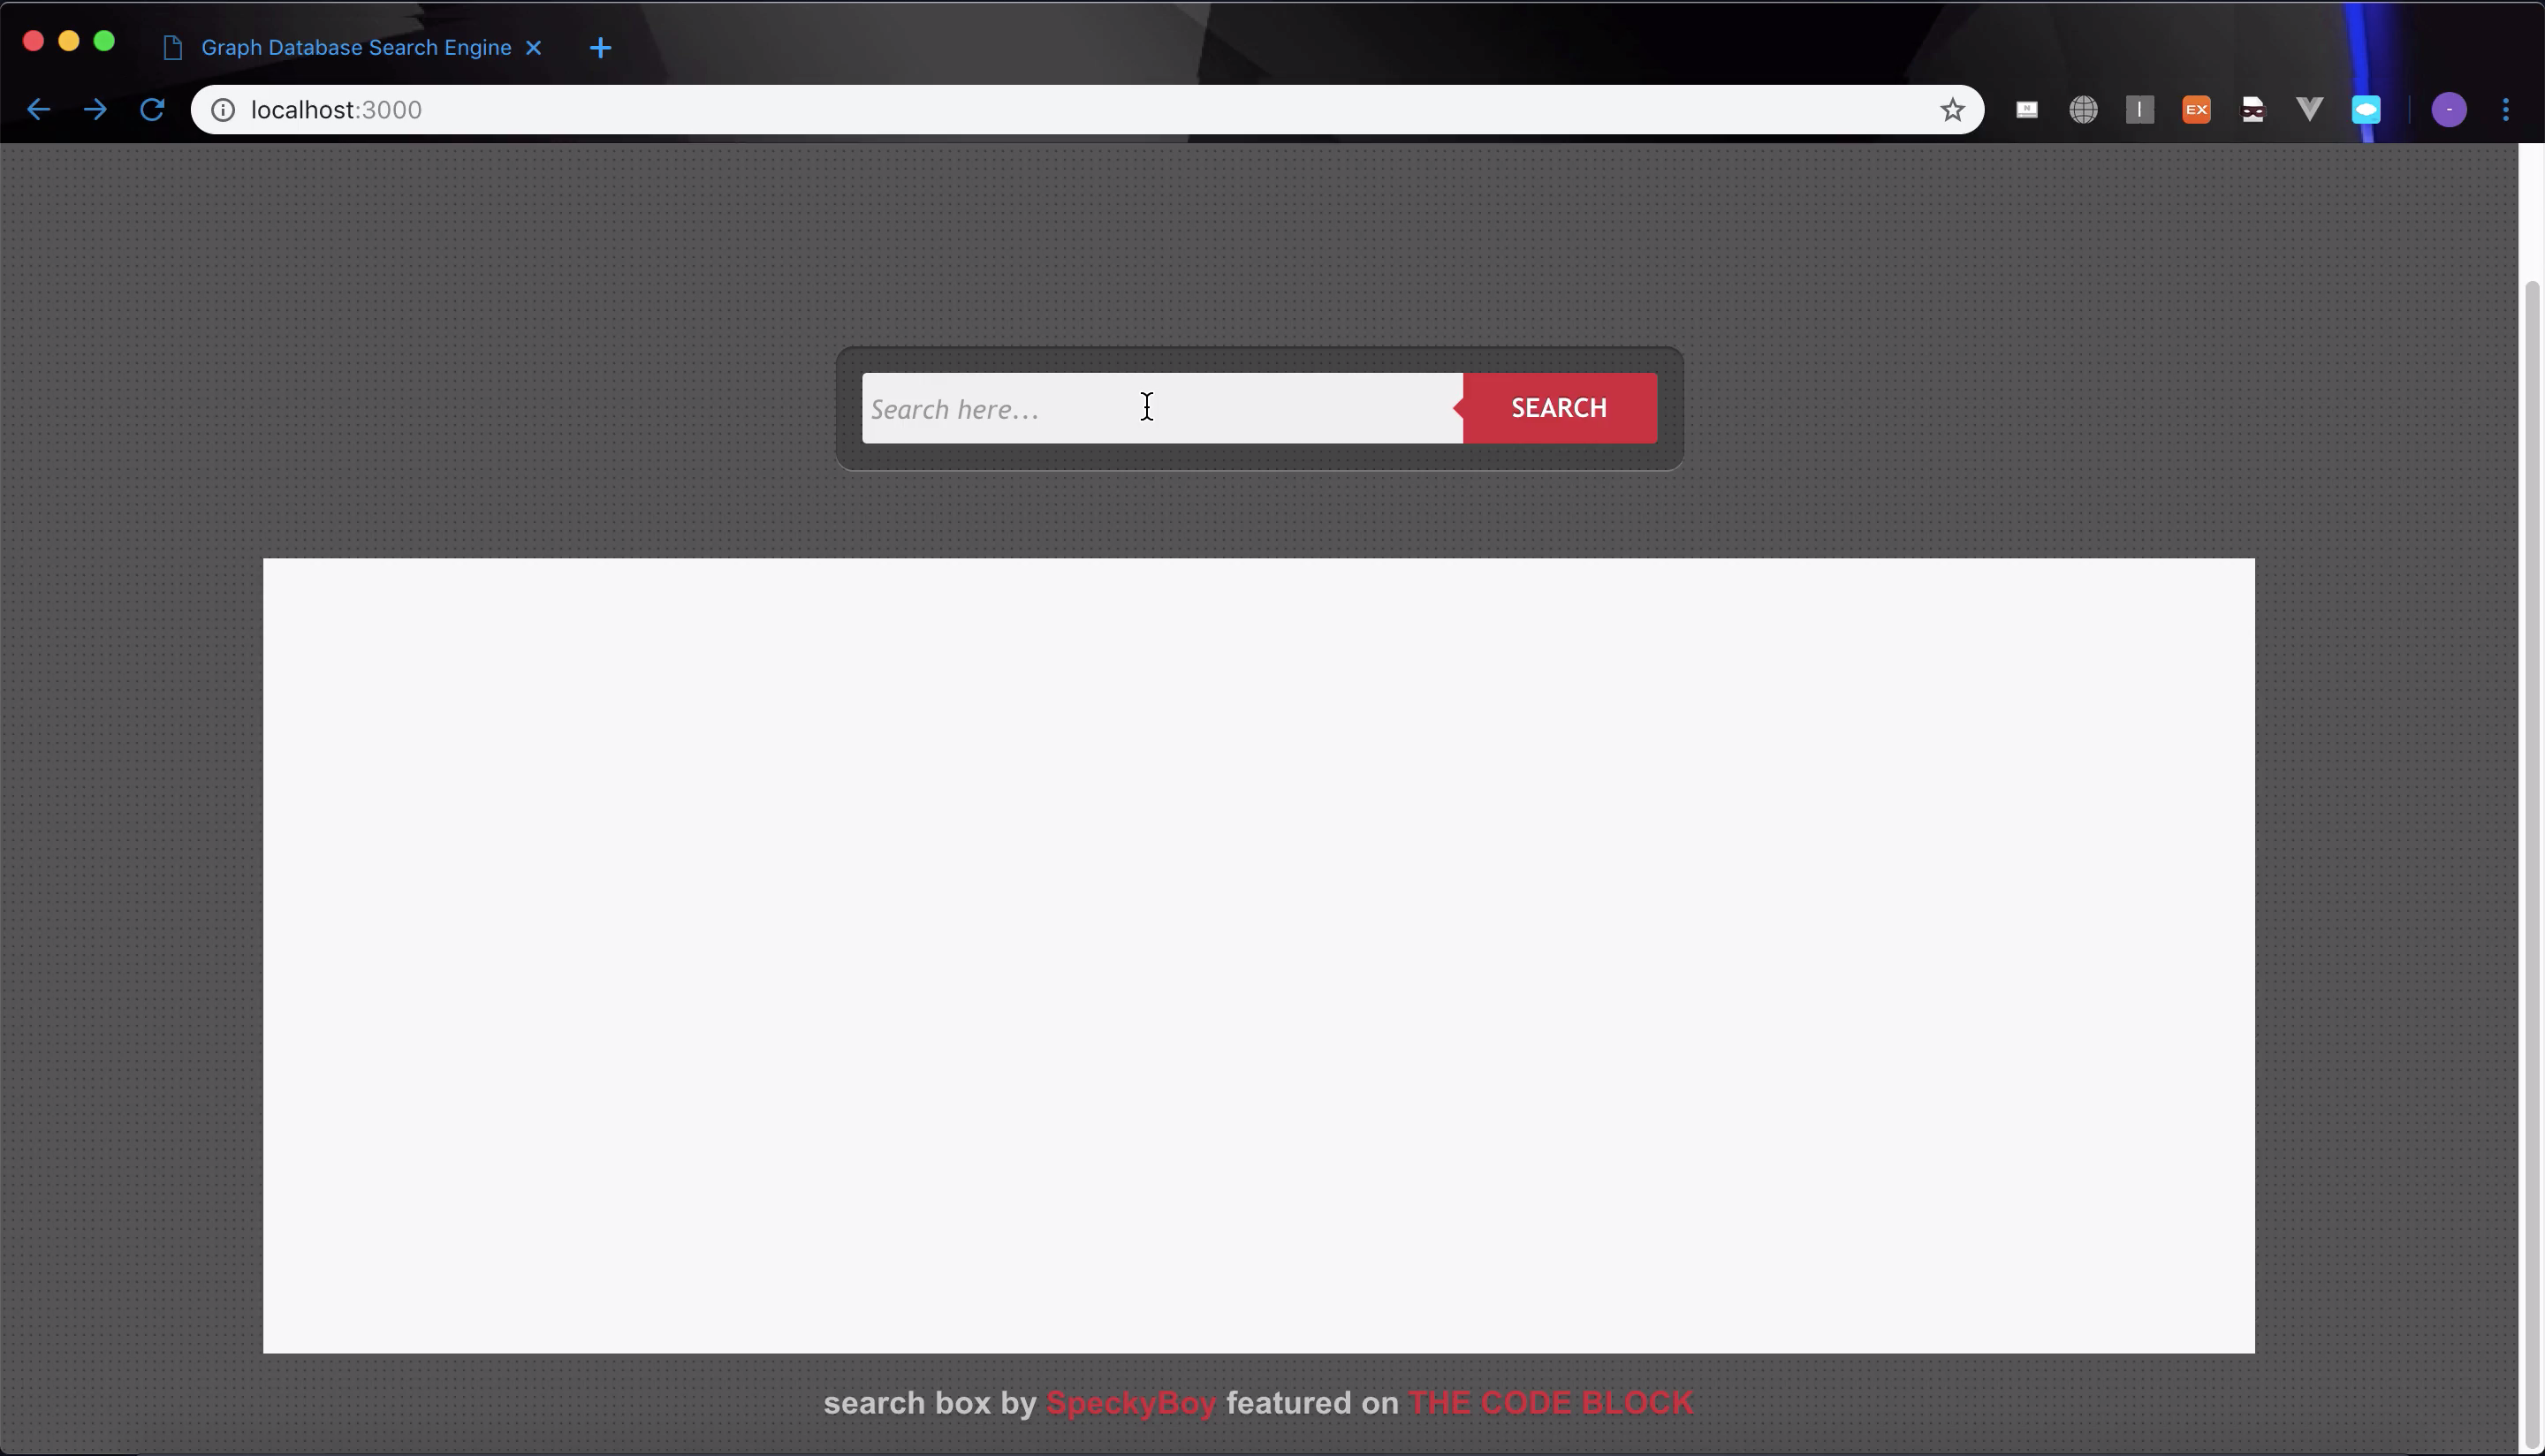 Graph Database Search Engine
localhost:3000
EX
Search here...
SEARCH
search box by SpeckyBoy featured on THE CODE BLOCK